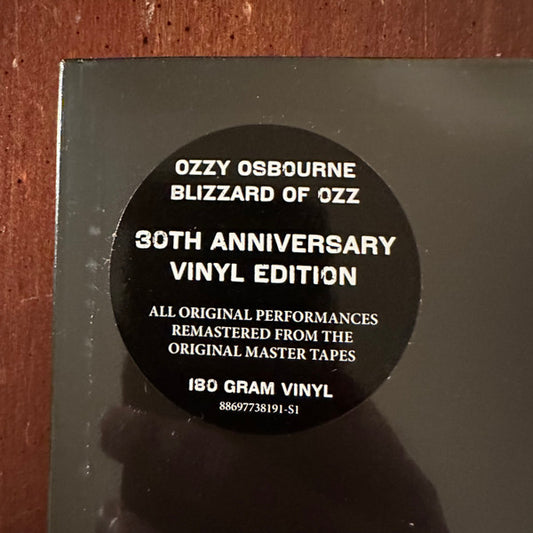 OZZY OSBOURNE
BLIZZARD OF OZZ
30TH ANNIVERSARY
VINYL EDITION
ALL ORIGINAL PERFORMANCES
REMASTERED FROM THE
ORIGINAL MASTER TAPES
180 GRAM VINYL
88697738191-S1